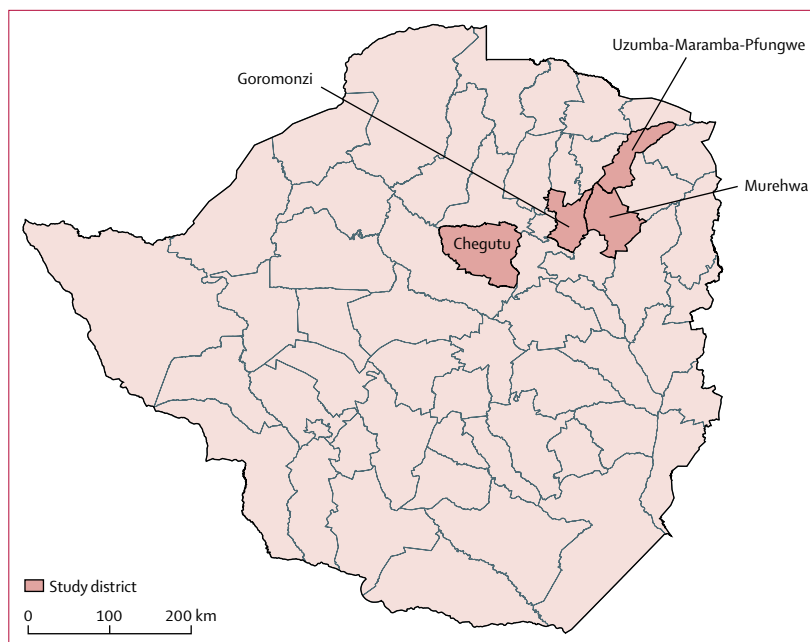 Uzumba-Maramba-Pfungwe
Goromonzi
Murehwa
Chegutu
Study district
0 100 200 km